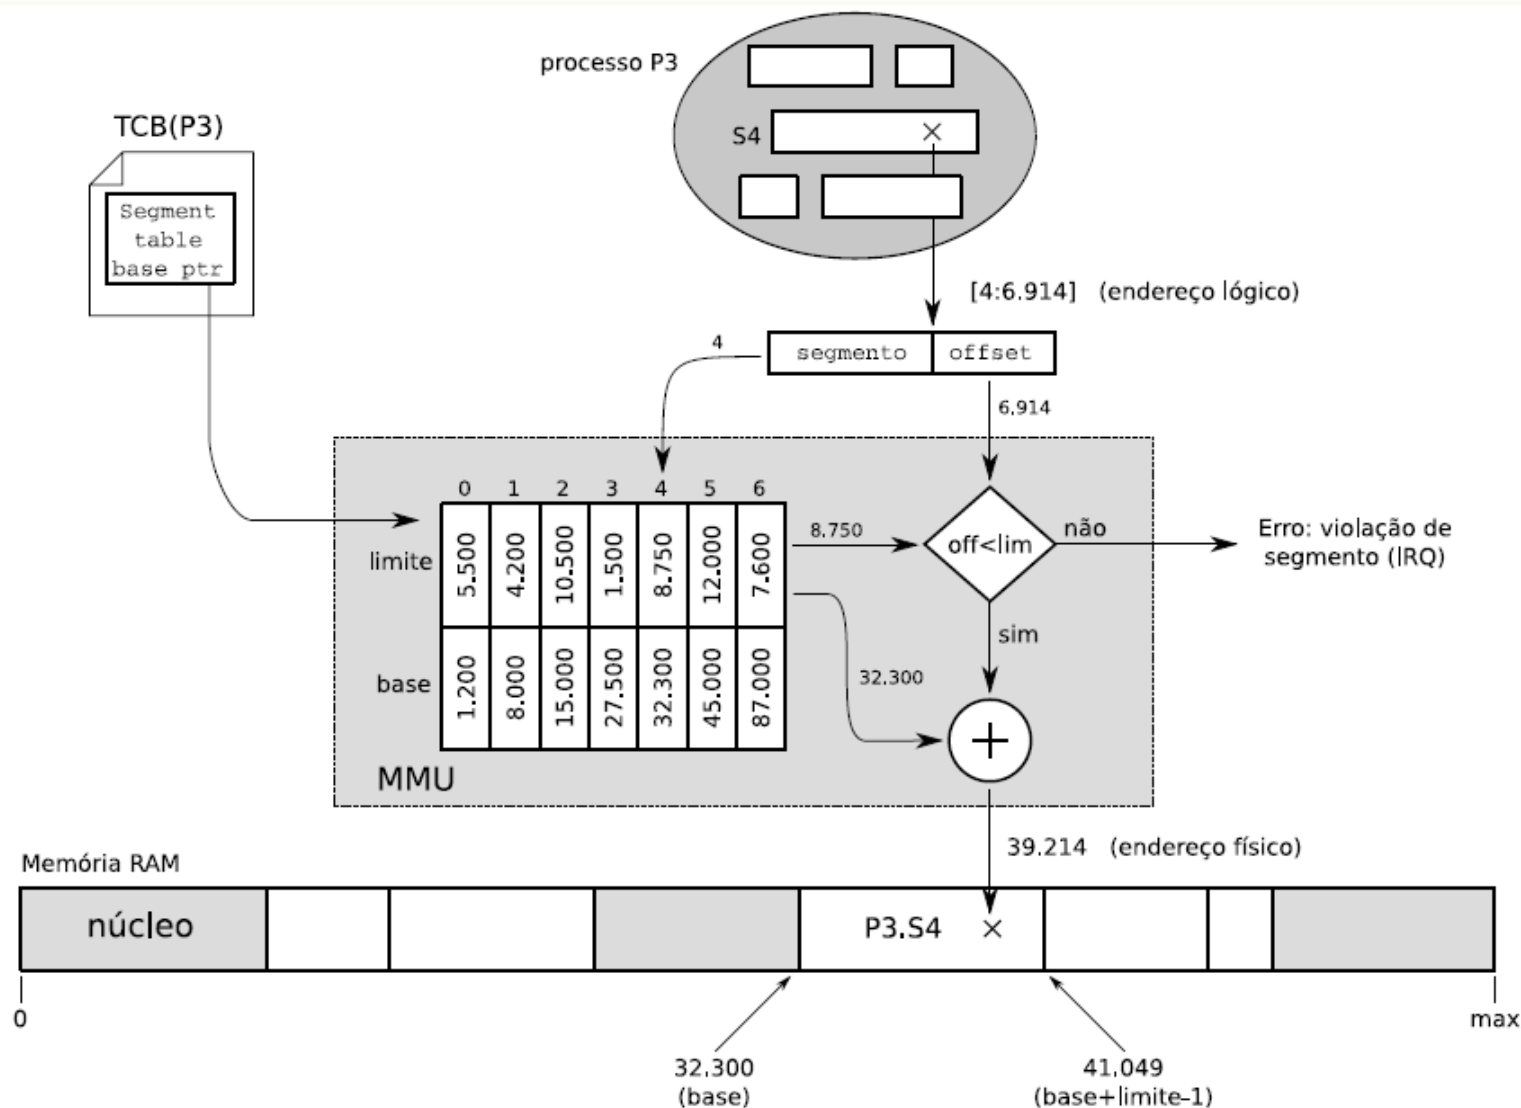 processo P3
S4
TCB(P3)
Segment
table
base ptr
[4:6.914] (endereço lógico)
segmento offset
4
6.914
0 1 2 3 4 5 6
limite 5.500 4.200 10.500 1.500 8.750 12.000 7.600
base 1.200 8.000 15.000 27.500 32.300 45.000 87.000
8.750
off<lim
não
Erro: violação de
segmento (IRQ)
sim
32.300
+
MMU
39.214 (endereço físico)
Memória RAM
núcleo
P3.S4
0
max
32.300
(base)
41.049
(base+limite-1)